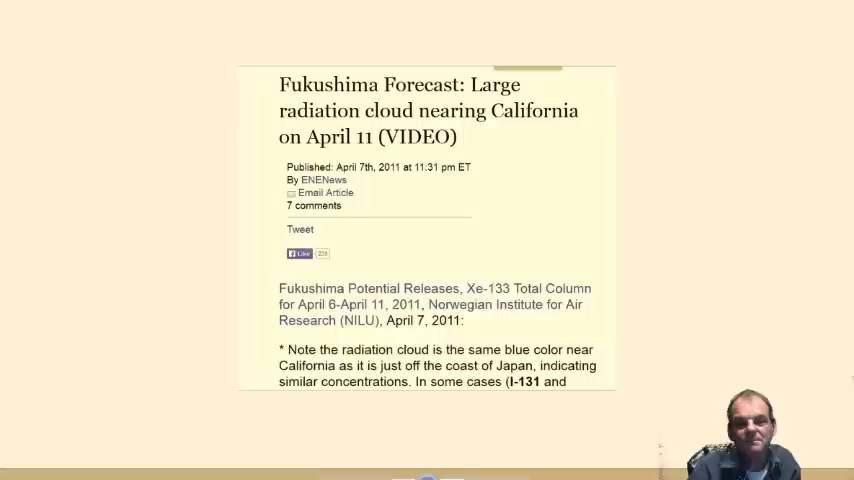 Fukushima Forecast: Large
radiation cloud nearing California
on April 11 (VIDEO)
Published: April 7th, 2011 at 11:31 pm ET
By ENENews
Email Article
7 comments
Tweet
Like
Fukushima Potential Releases, Xe-133 Total Column
for April 6-April 11, 2011, Norwegian Institute for Air
Research (NILU), April 7, 2011:
* Note the radiation cloud is the same blue color near
California as it is just off the coast of Japan, indicating
similar concentrations. In some cases (I-131 and